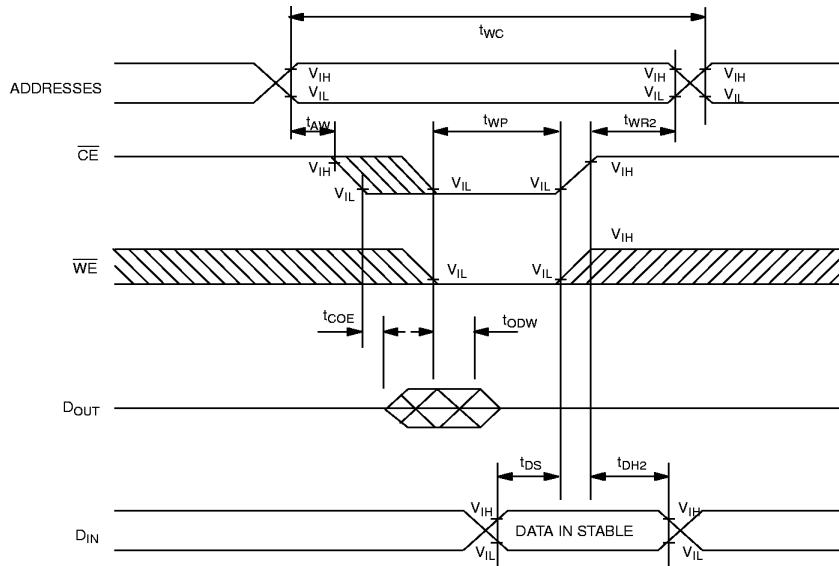 tWC
ADDRESSES
VIH
VIL
VIH
VIL
VIH
VIL
tAW
tWP
tWR2
CE
VIH
VIL
VIL
VIL
VIH
WE
VIL
VIL
VIH
tCOE
tODW
DOUT
tDS
tDH2
DIN
VIH
VIL
DATA IN STABLE
VIH
VIL